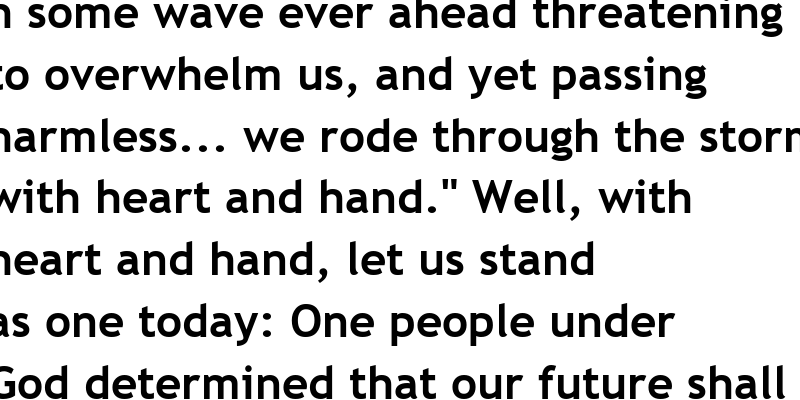 some wave ever ahead threatening
to overwhelm us, and yet passing
harmless... we rode through the storm
with heart and hand." Well, with
heart and hand, let us stand
as one today: One people under
God determined that our future shall